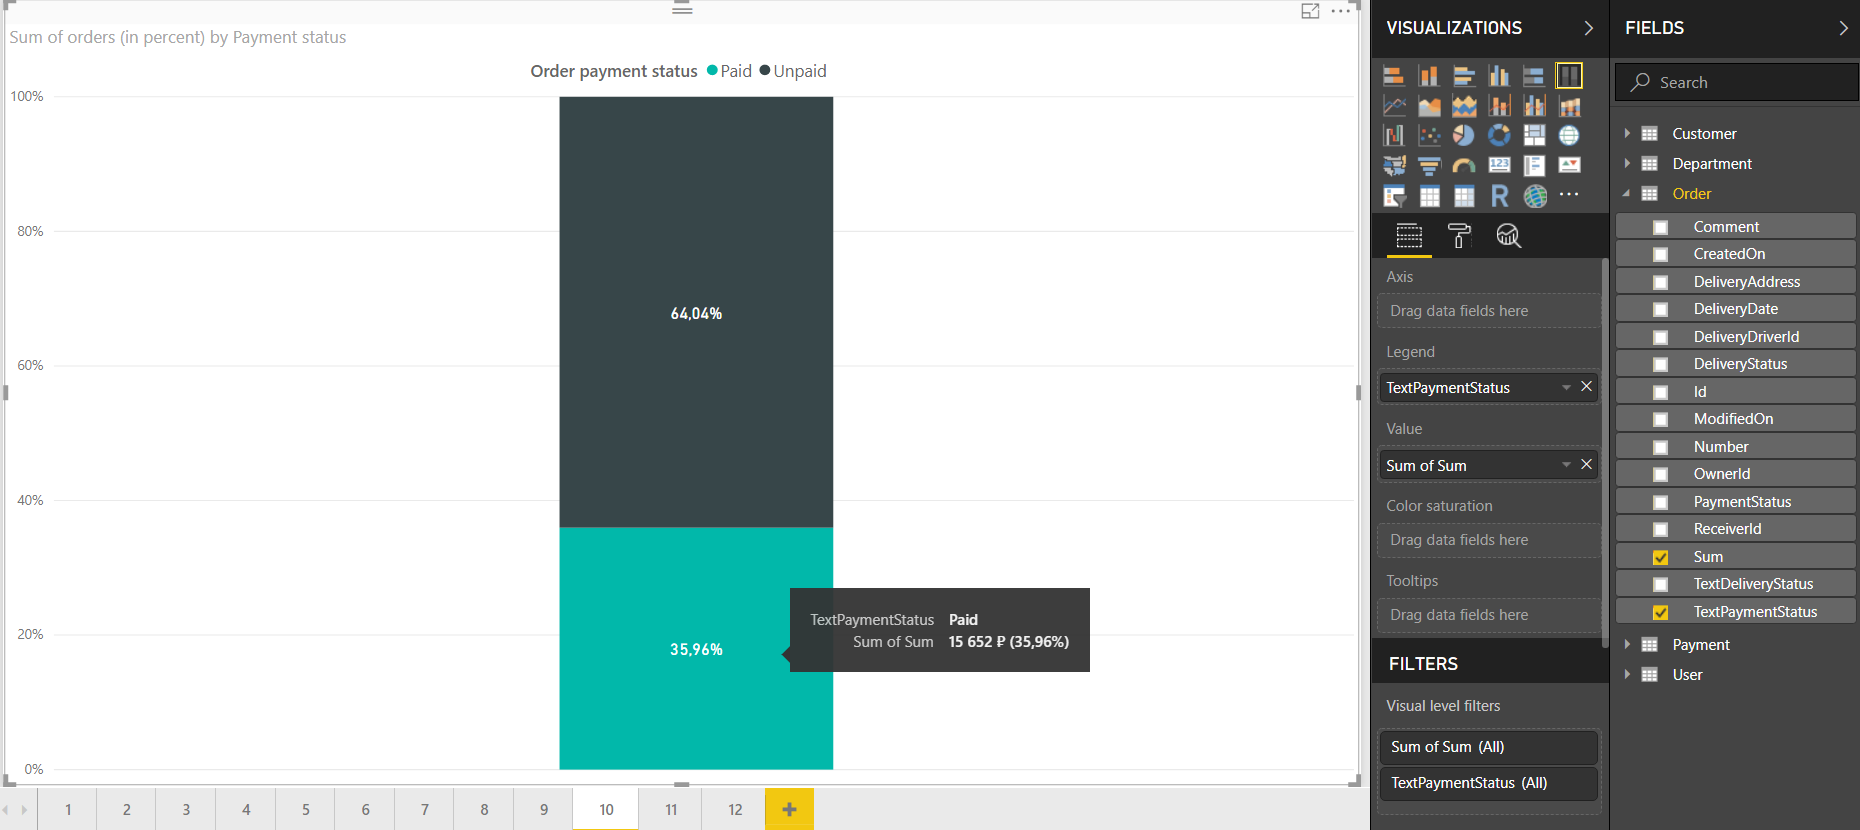 Sum of orders (in percent) by Payment status
Order payment status Paid Unpaid
100%
80%
60%
40%
20%
0%
64,04%
35,96%
TextPaymentStatus Paid
Sum of Sum 15 652 ₽ (35,96%)
1 2 3 4 5 6 7 8 9 10 11 12 +
VISUALIZATIONS
123
R
Axis
Drag data fields here
Legend
TextPaymentStatus
Value
Sum of Sum
Color saturation
Drag data fields here
Tooltips
Drag data fields here
FILTERS
Visual level filters
Sum of Sum (All)
TextPaymentStatus (All)
FIELDS
Search
Customer
Department
Order
Comment
CreatedOn
DeliveryAddress
DeliveryDate
DeliveryDriverId
DeliveryStatus
Id
ModifiedOn
Number
OwnerId
PaymentStatus
ReceiverId
Sum
TextDeliveryStatus
TextPaymentStatus
Payment
User